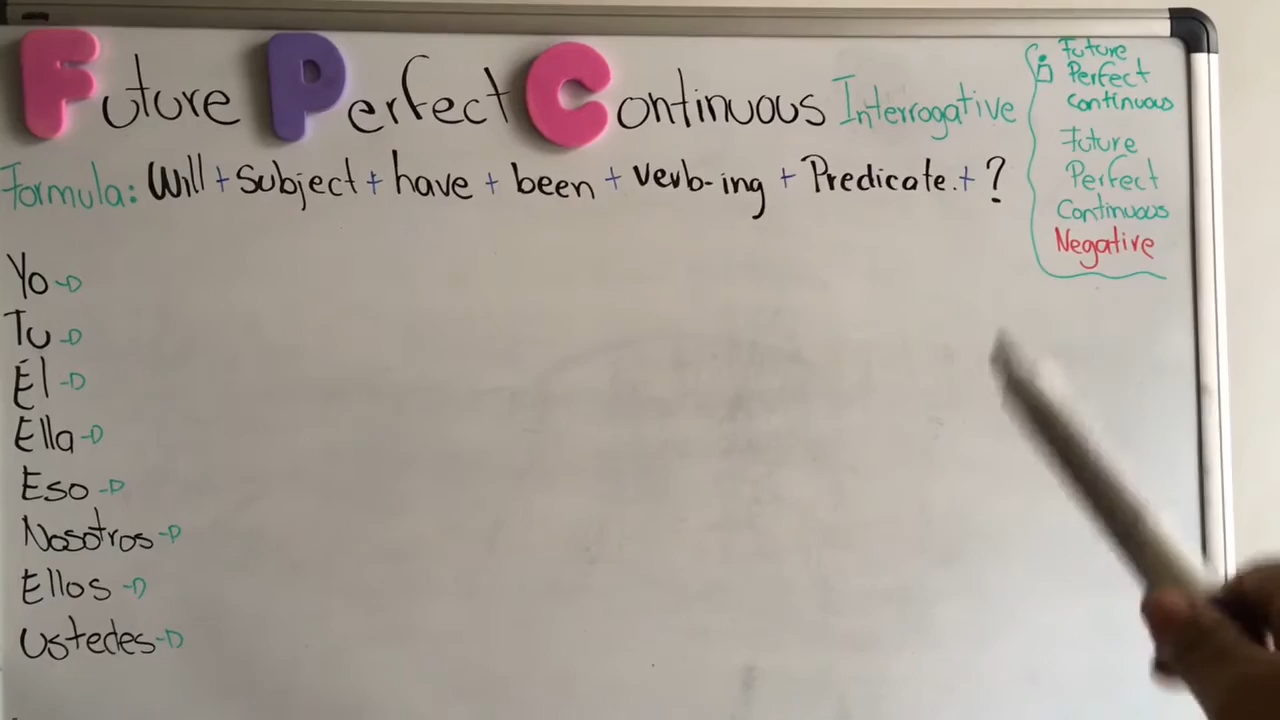 Future Perfect Continuous Interrogative
Formula: Will + Subject + have + been + verb-ing + Predicate. + ?
Yo
Tu
Él
Ella
Eso
Nosotros
Ellos
Ustedes
Future
Perfect
continuous
Future
Perfect
Continuous
Negative